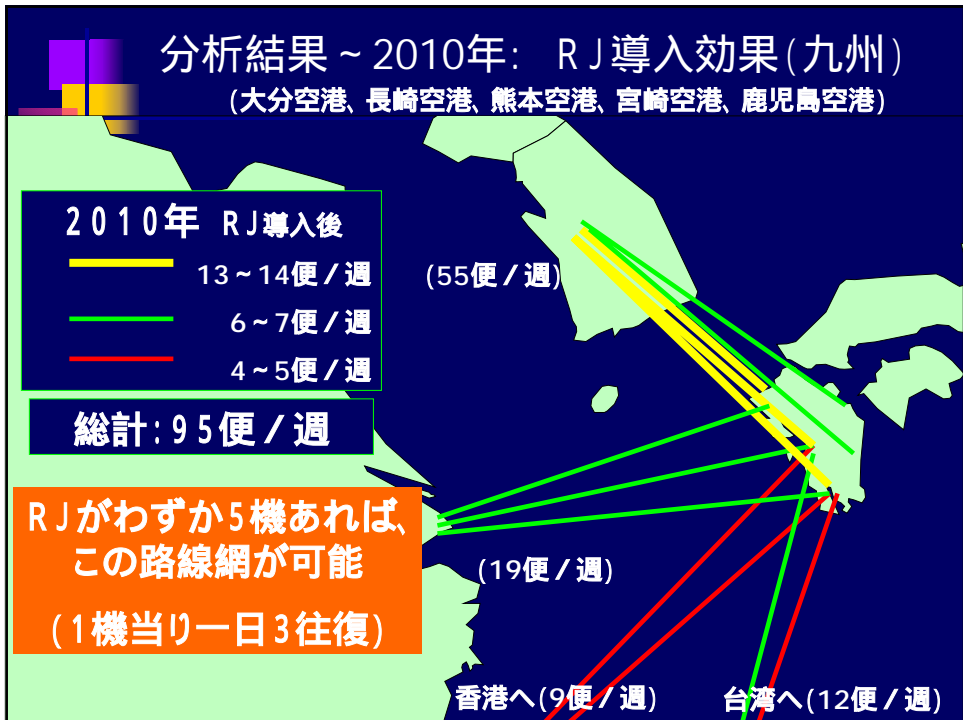 分析結果～2010年: RJ導入効果(九州)
(大分空港、長崎空港、熊本空港、宮崎空港、鹿児島空港)
2010年 RJ導入後
13～14便/週
6～7便/週
4～5便/週
(55便/週)
総計:95便/週
RJがわずか5機あれば、
この路線網が可能
(1機当り一日3往復)
(19便/週)
香港へ(9便/週)
台湾へ(12便/週)